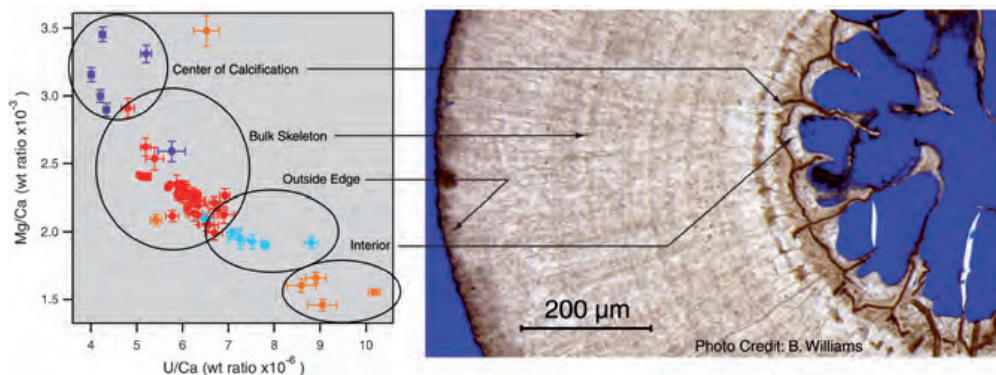 Mg/Ca (wt ratio x10-3)
3.5
3.0
2.5
2.0
1.5
4 5 6 7 8 9 10
U/Ca (wt ratio x10-6)
Center of Calcification
Bulk Skeleton
Outside Edge
Interior
200 µm
Photo Credit: B. Williams